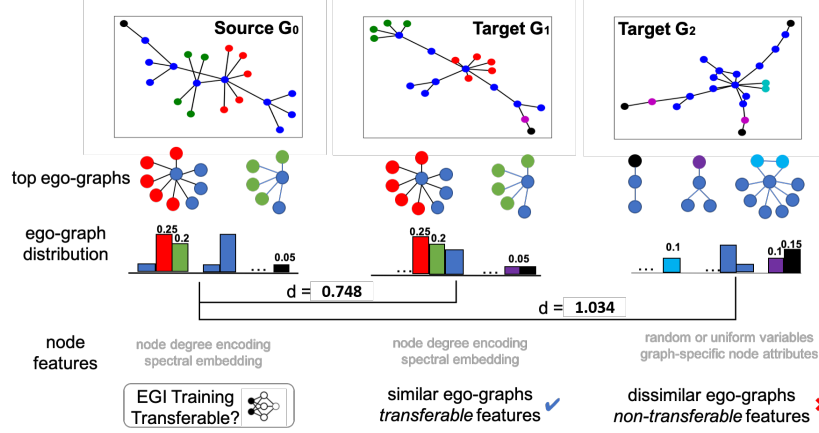 Source G0
Target G1
Target G2
top ego-graphs
ego-graph
distribution
0.25
0.2
...
0.05
...
0.25
0.2
...
0.05
...
0.1
...
0.1
0.15
d = 0.748
d = 1.034
node
features
node degree encoding
spectral embedding
node degree encoding
spectral embedding
random or uniform variables
graph-specific node attributes
EGI Training
Transferable?
similar ego-graphs
transferable features
dissimilar ego-graphs
non-transferable features